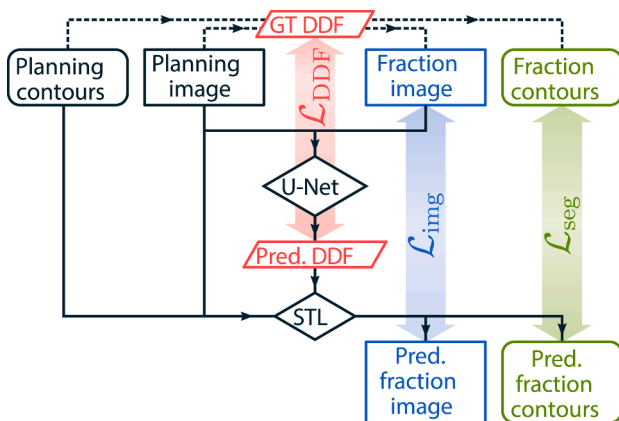 GT DDF
Planning
contours
Planning
image
Fraction
image
Fraction
contours
ℒDDF
U-Net
ℒimg
ℒseg
Pred. DDF
STL
Pred.
fraction
image
Pred.
fraction
contours